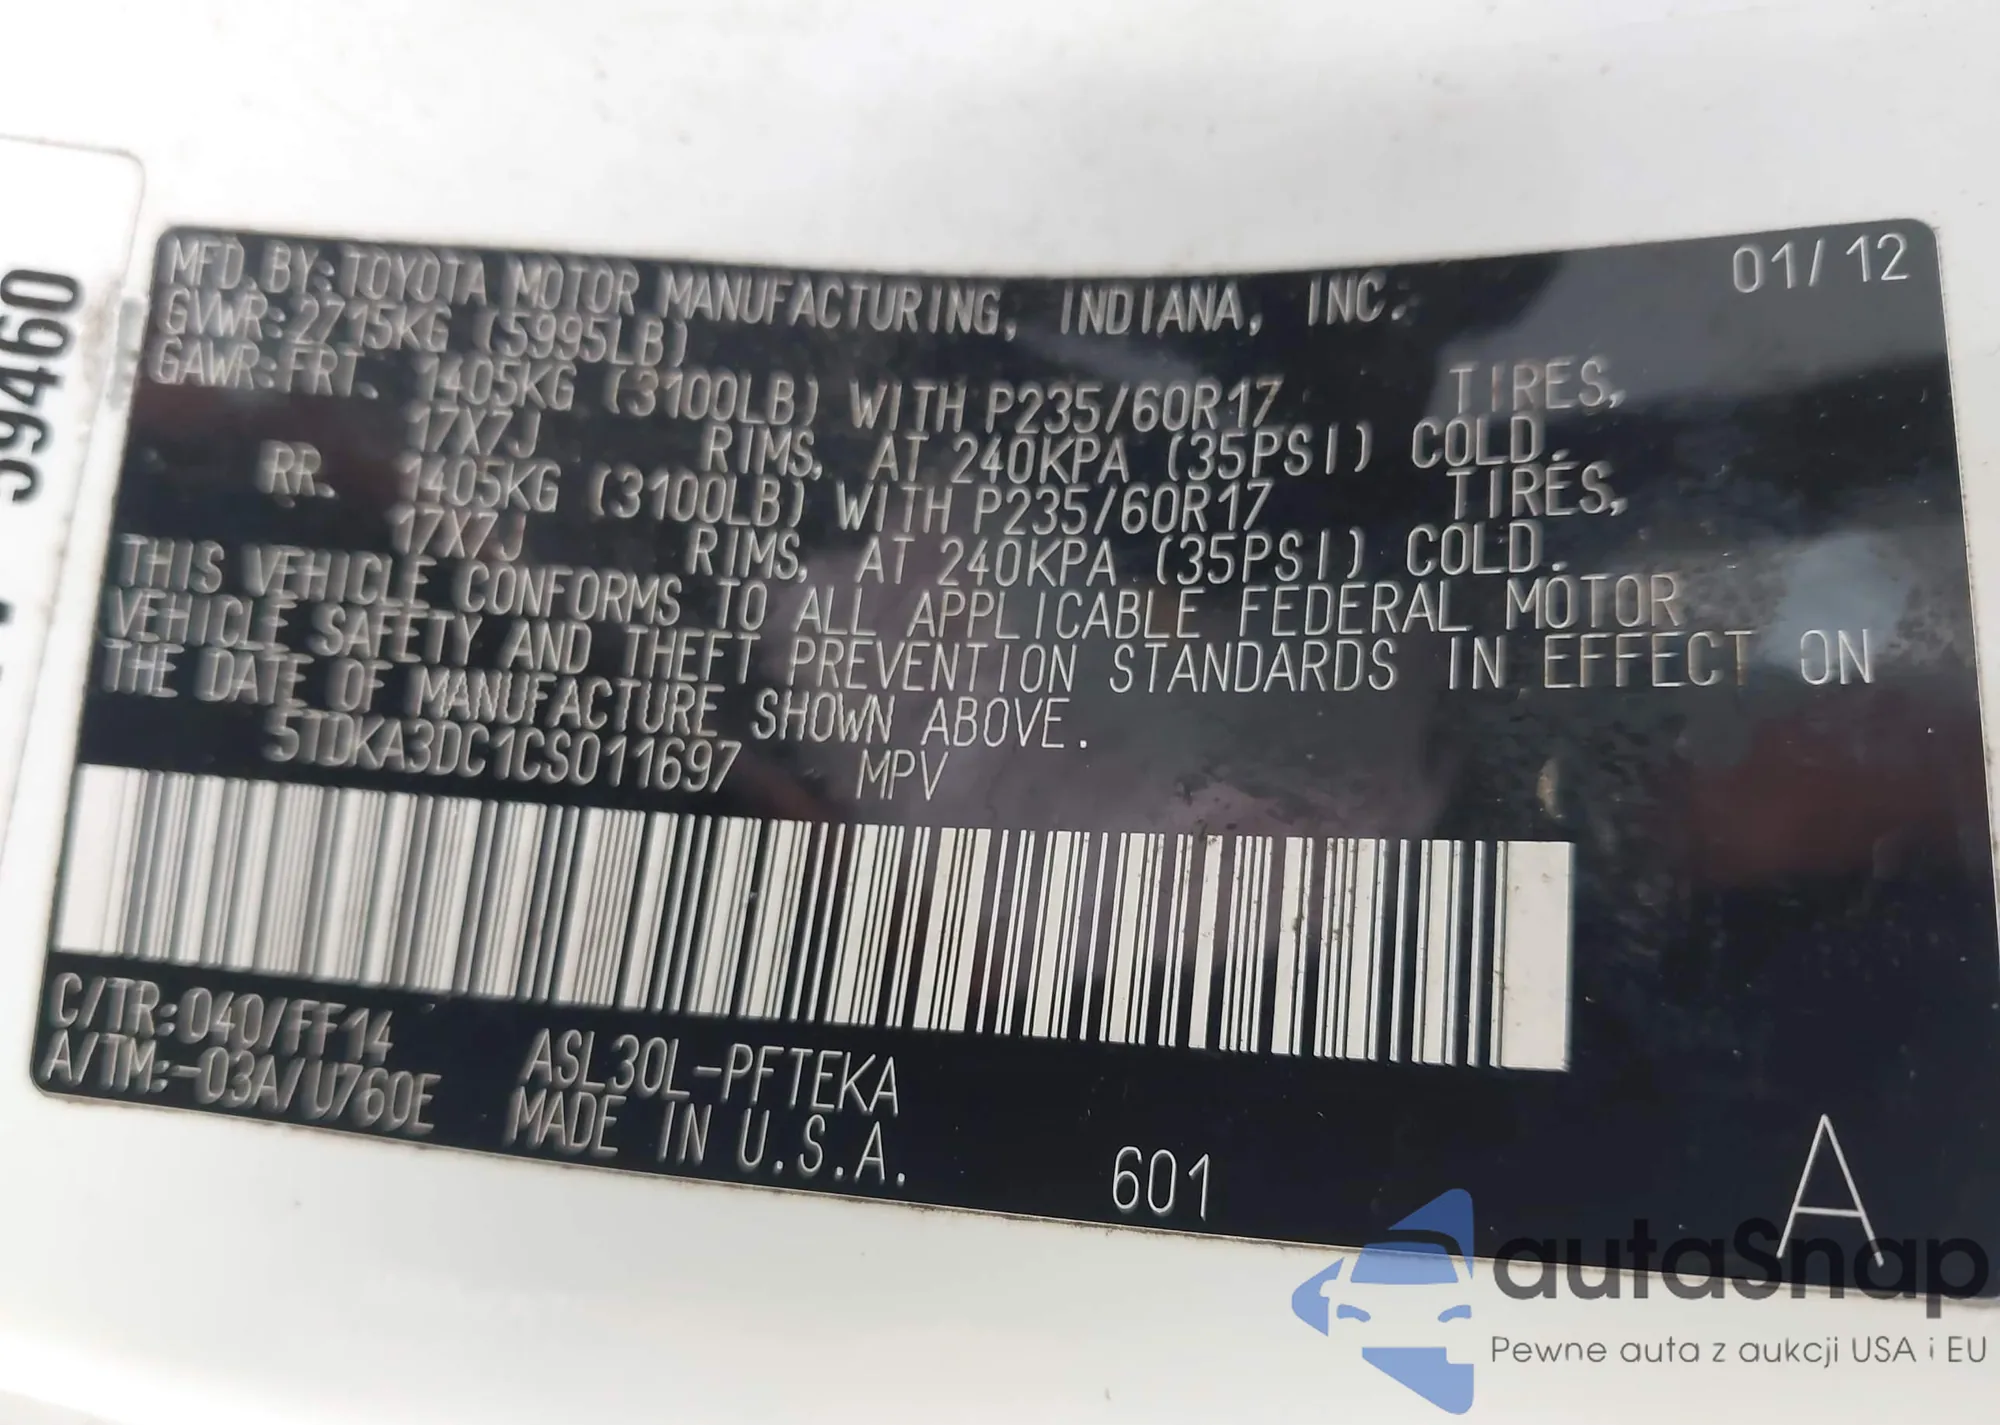 MFD. BY: TOYOTA MOTOR MANUFACTURING, INDIANA, INC. 01/12
GVWR: 2715KG (5995LB)
GAWR: FRT. 1405KG (3100LB) WITH P235/60R17 TIRES,
17X7J RIMS, AT 240KPA (35PSI) COLD.
RR. 1405KG (3100LB) WITH P235/60R17 TIRES,
17X7J RIMS, AT 240KPA (35PSI) COLD.
THIS VEHICLE CONFORMS TO ALL APPLICABLE FEDERAL MOTOR
VEHICLE SAFETY AND THEFT PREVENTION STANDARDS IN EFFECT ON
THE DATE OF MANUFACTURE SHOWN ABOVE.
5TDKA3DC1CS011697 MPV
C/TR: 040/FF14 ASL30L-PFTEKA
A/TM: -03A/U760E MADE IN U.S.A. 601 A
59460
autaSnap
Pewne auta z aukcji USA i EU